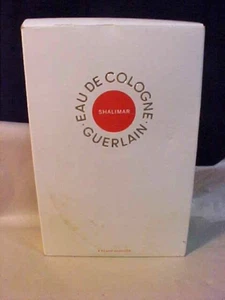 · EAU DE COLOGNE ·
SHALIMAR
GUERLAIN